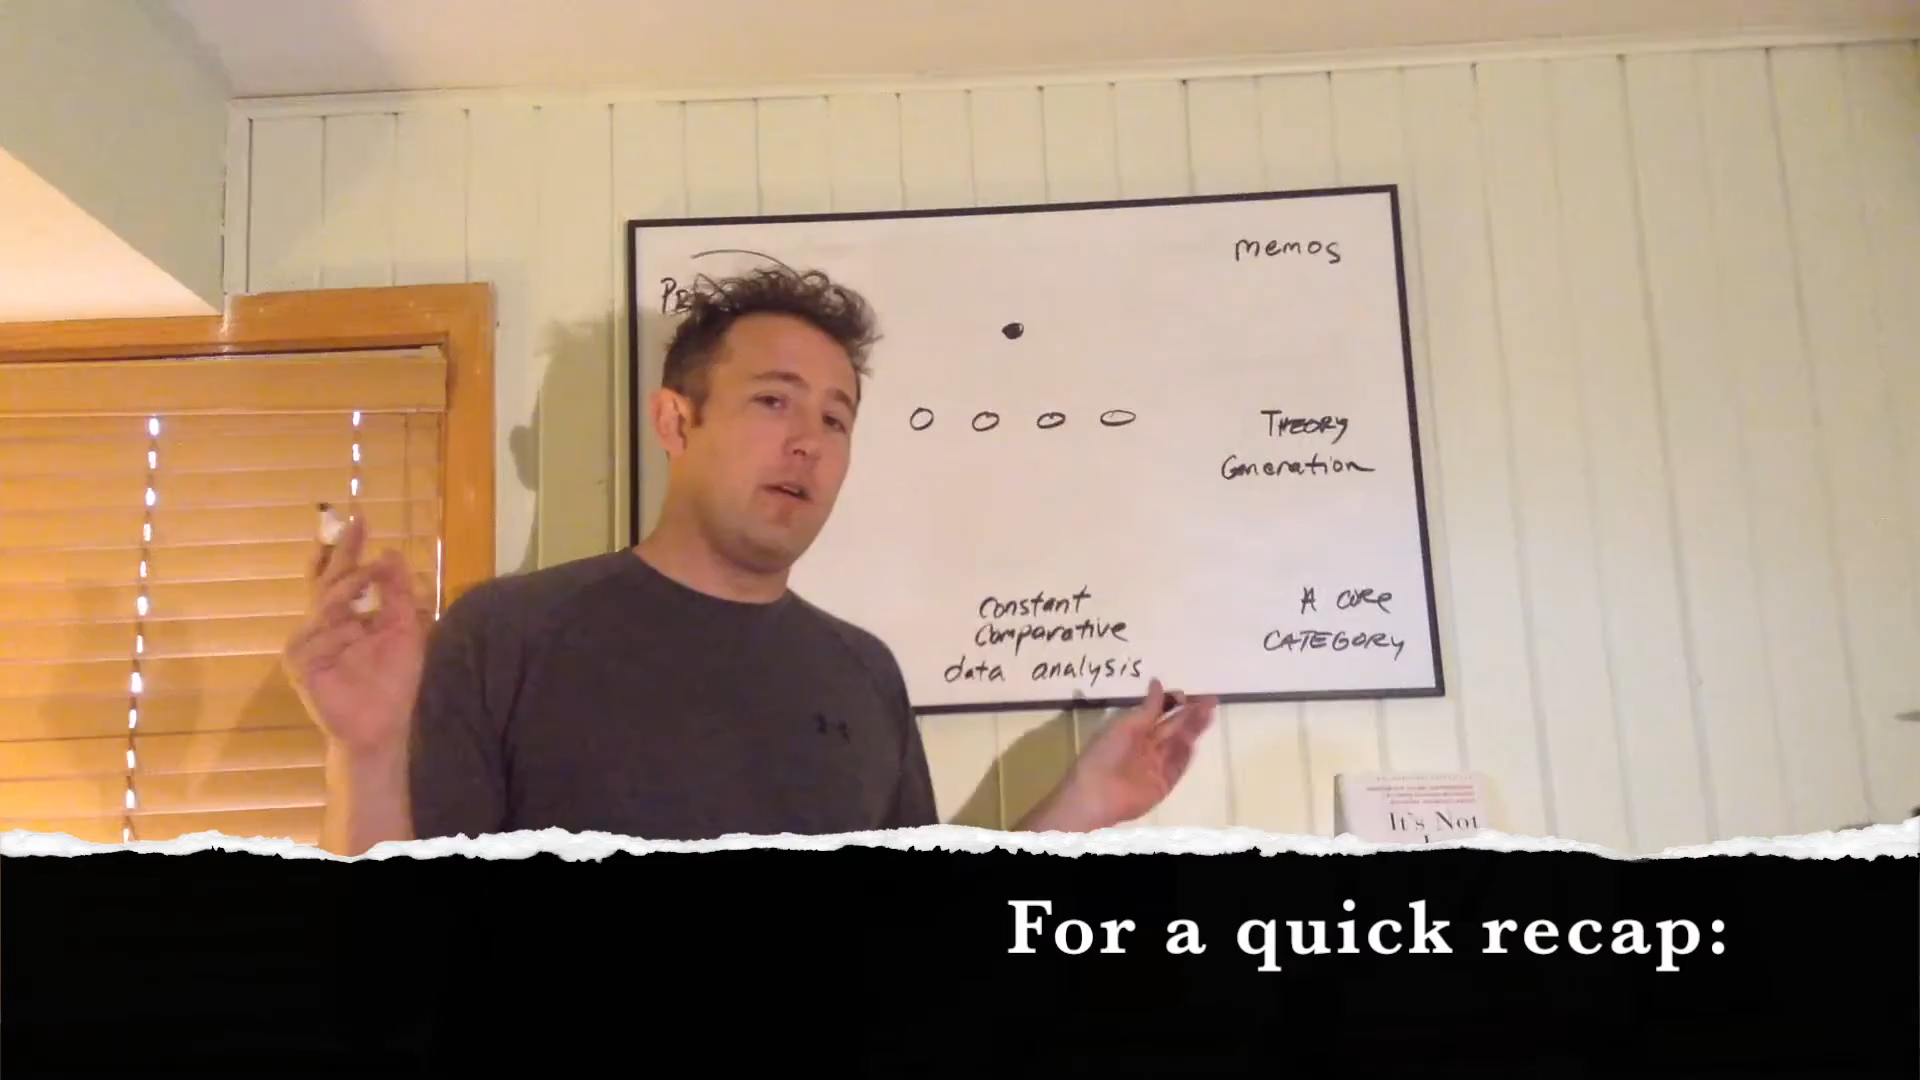 memos
THEORY
Generation
Constant
Comparative
data analysis
A core
CATEGORY
It's Not
For a quick recap: